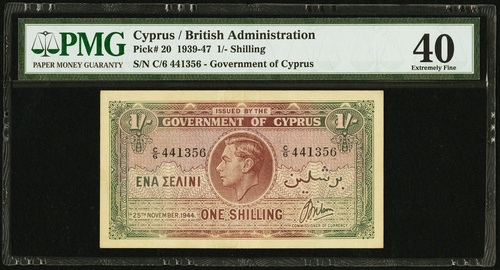 PMG
PAPER MONEY GUARANTY
Cyprus / British Administration
Pick# 20 1939-47 1/- Shilling
S/N C/6 441356 - Government of Cyprus
40
Extremely Fine
ISSUED BY THE
GOVERNMENT OF CYPRUS
1/-
1/-
C/6 441356
C/6 441356
ΕΝΑ ΣΕΛΙΝΙ
بر شلين
25TH NOVEMBER, 1944.
ONE SHILLING
COMMISSIONER OF CURRENCY